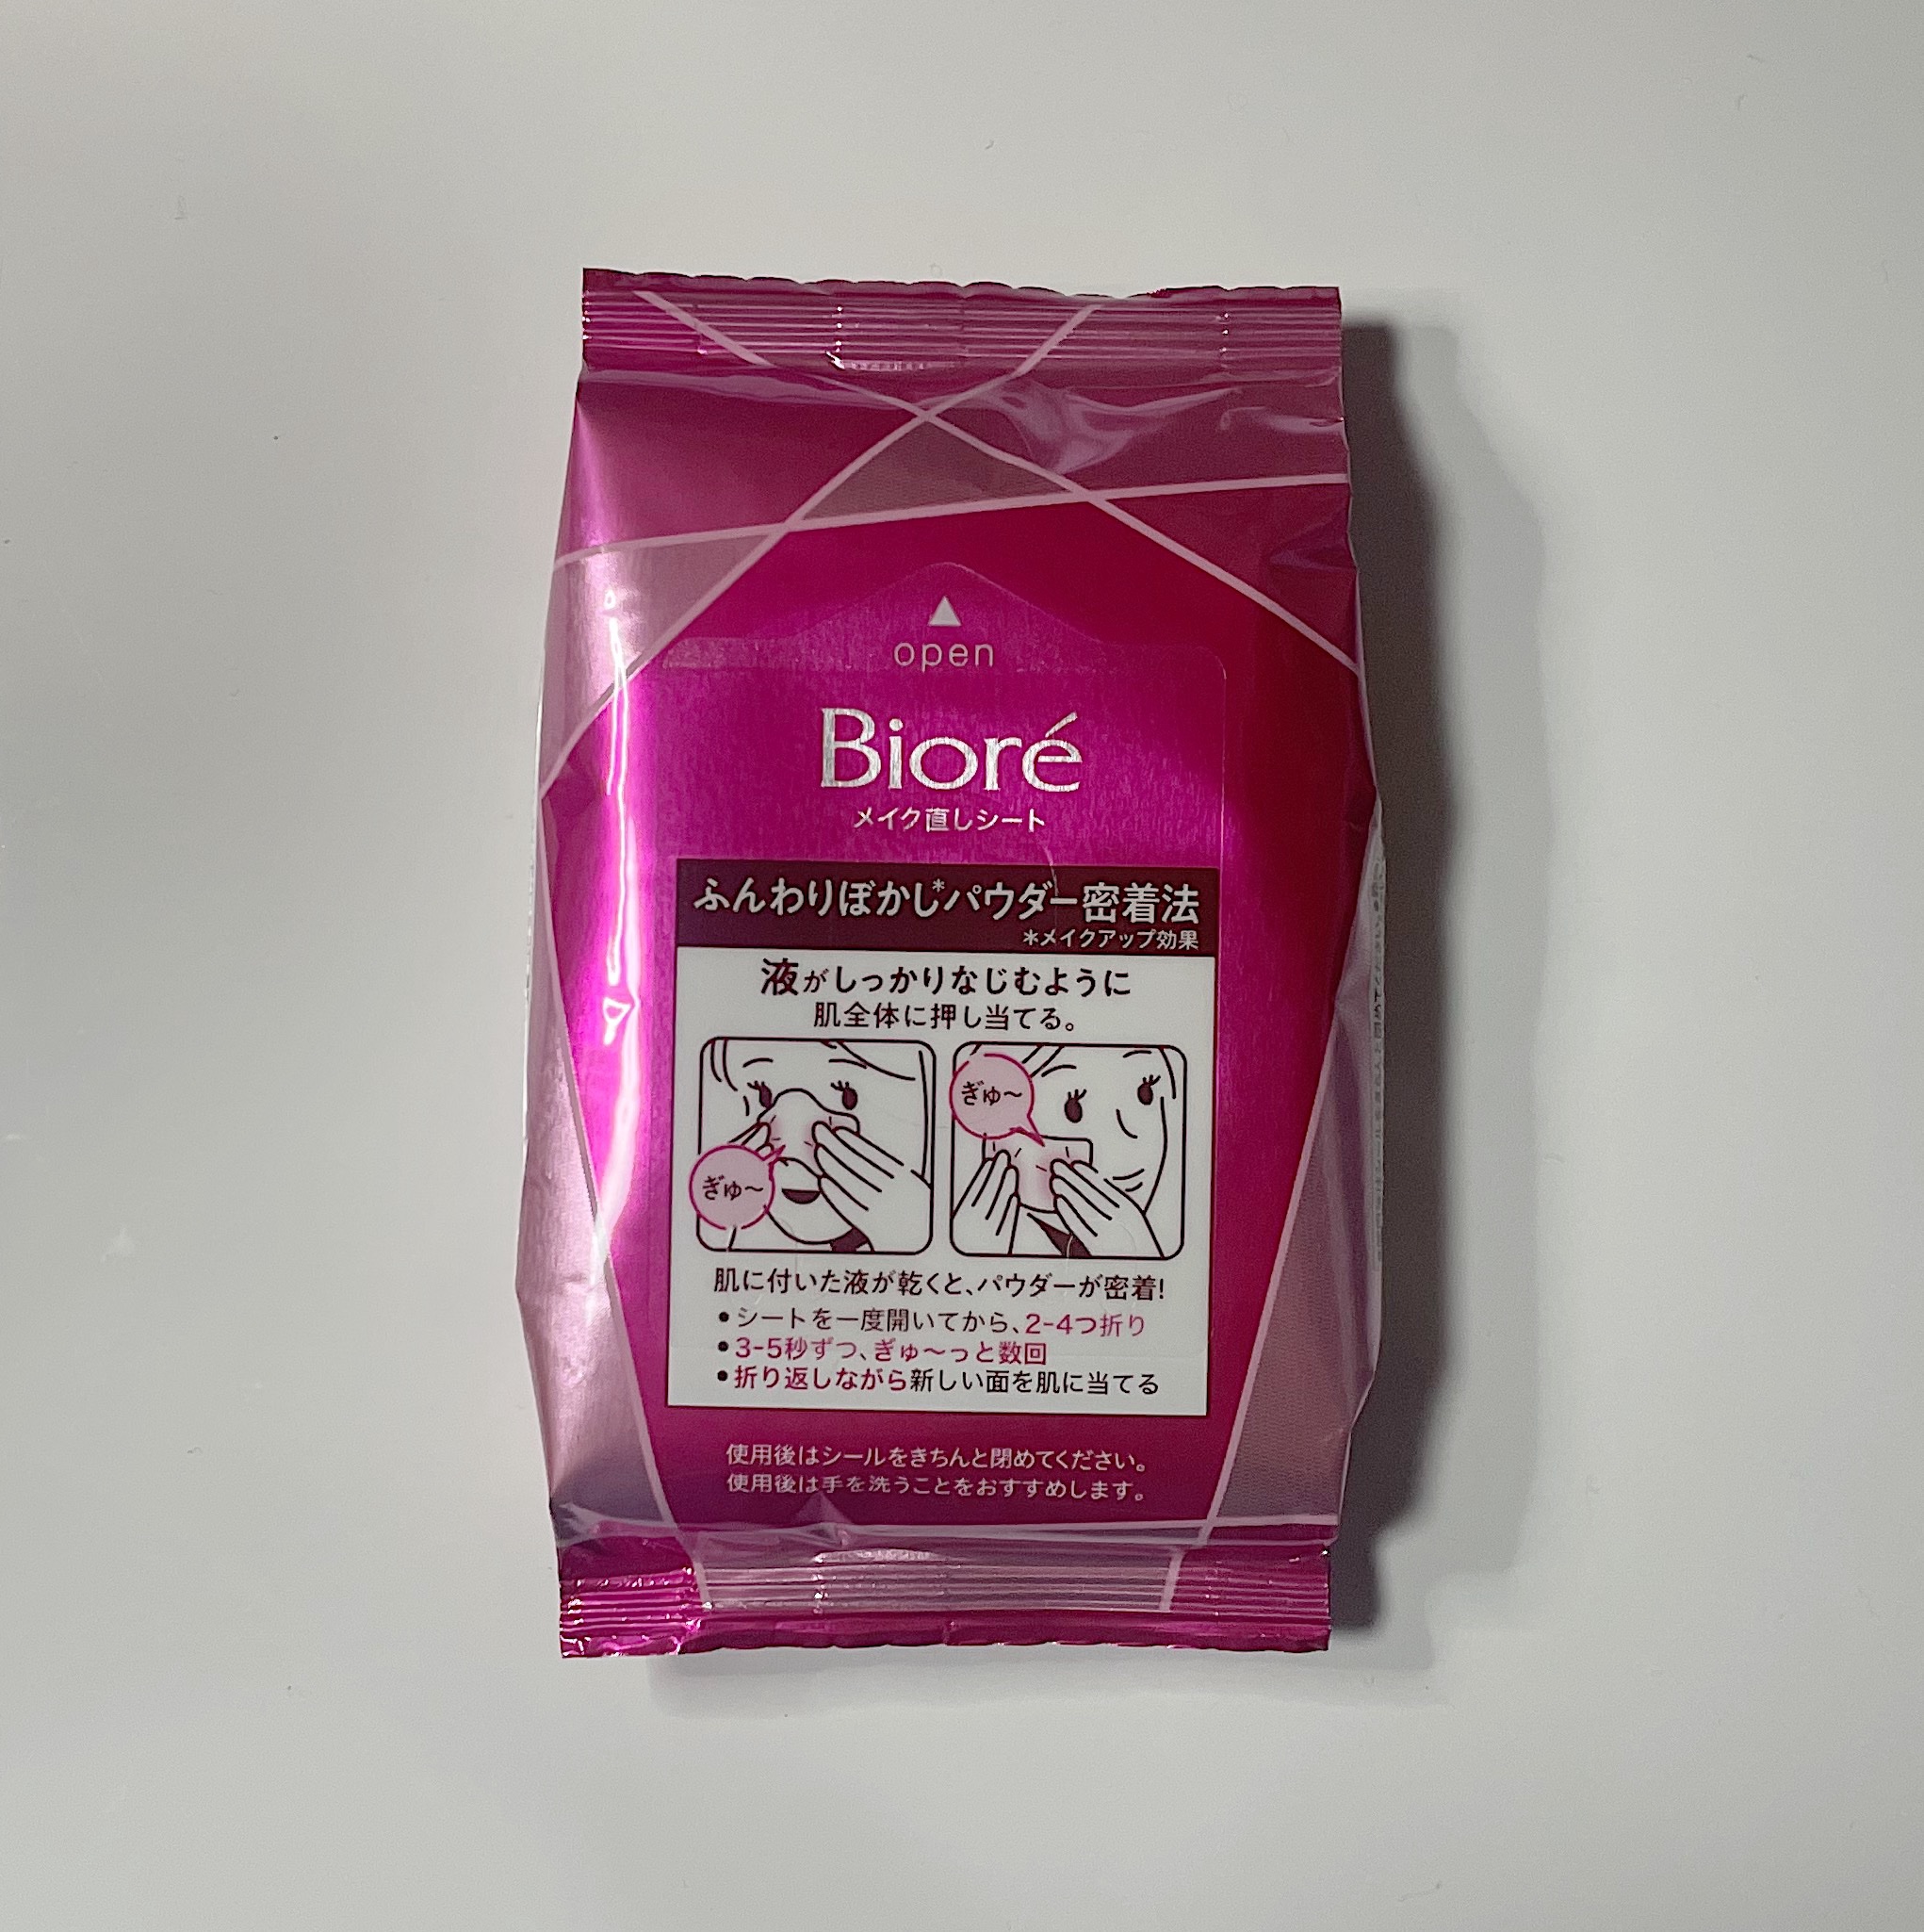 open
Bioré
メイク直しシート
ふんわりぼかし*パウダー密着法
*メイクアップ効果
液がしっかりなじむように
肌全体に押し当てる。
ぎゅ〜
ぎゅ〜
肌に付いた液が乾くと、パウダーが密着!
•シートを一度開いてから、2-4つ折り
•3-5秒ずつ、ぎゅ〜っと数回
•折り返しながら新しい面を肌に当てる
使用後はシールをきちんと閉めてください。
使用後は手を洗うことをおすすめします。